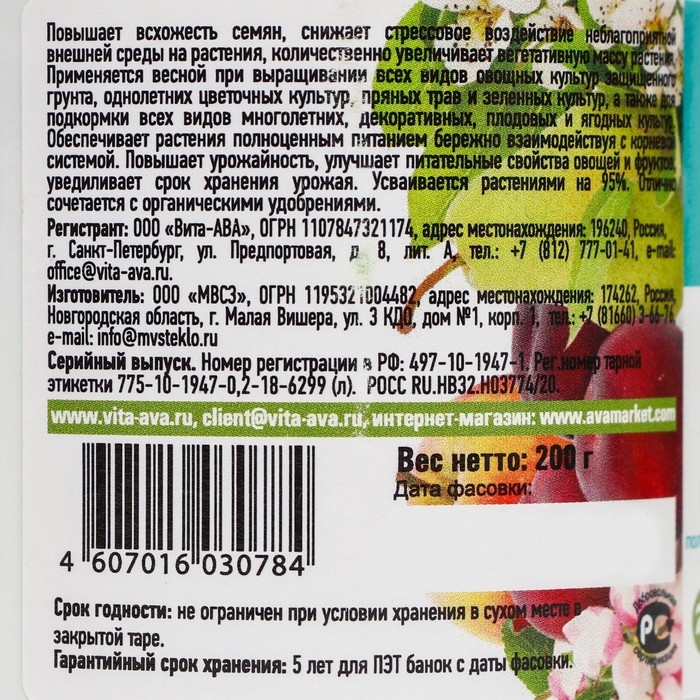 Повышает всхожесть семян, снижает стрессовое воздействие неблагоприятной
внешней среды на растения, количественно увеличивает вегетативную массу растения.
Применяется весной при выращивании всех видов овощных культур защищенного
грунта, однолетних цветочных культур, пряных трав и зеленных культур, а также для
подкормки всех видов многолетних, декоративных, плодовых и ягодных культур.
Обеспечивает растения полноценным питанием бережно взаимодействуя с корневой
системой. Повышает урожайность, улучшает питательные свойства овощей и фруктов,
уведиливает срок хранения урожая. Усваивается растениями на 95%. Отлично
сочетается с органическими удобрениями.
Регистрант: ООО «Вита-АВА», ОГРН 1107847321174, адрес местонахождения: 196240, Россия,
г. Санкт-Петербург, ул. Предпортовая, д 8, лит. А, тел.: +7 (812) 777-01-41, e-mail:
office@vita-ava.ru.
Изготовитель: ООО «МВСЗ», ОГРН 1195321004482, адрес местонахождения: 174262, Россия,
Новгородская область, г. Малая Вишера, ул. 3 КДО, дом №1, корп. 1, тел.: +7 (81660) 3-66-76
e-mail: info@mvsteklo.ru
Серийный выпуск. Номер регистрации в РФ: 497-10-1947-1. Рег.номер тарной
этикетки 775-10-1947-0,2-18-6299 (л). РОСС RU.НВ32.Н03774/20.
www.vita-ava.ru, client@vita-ava.ru, интернет-магазин: www.avamarket.com
Вес нетто: 200 г
Дата фасовки:
4 607016 030784
Срок годности: не ограничен при условии хранения в сухом месте в
закрытой таре.
Гарантийный срок хранения: 5 лет для ПЭТ банок с даты фасовки.
Добровольная
РС
сертификация